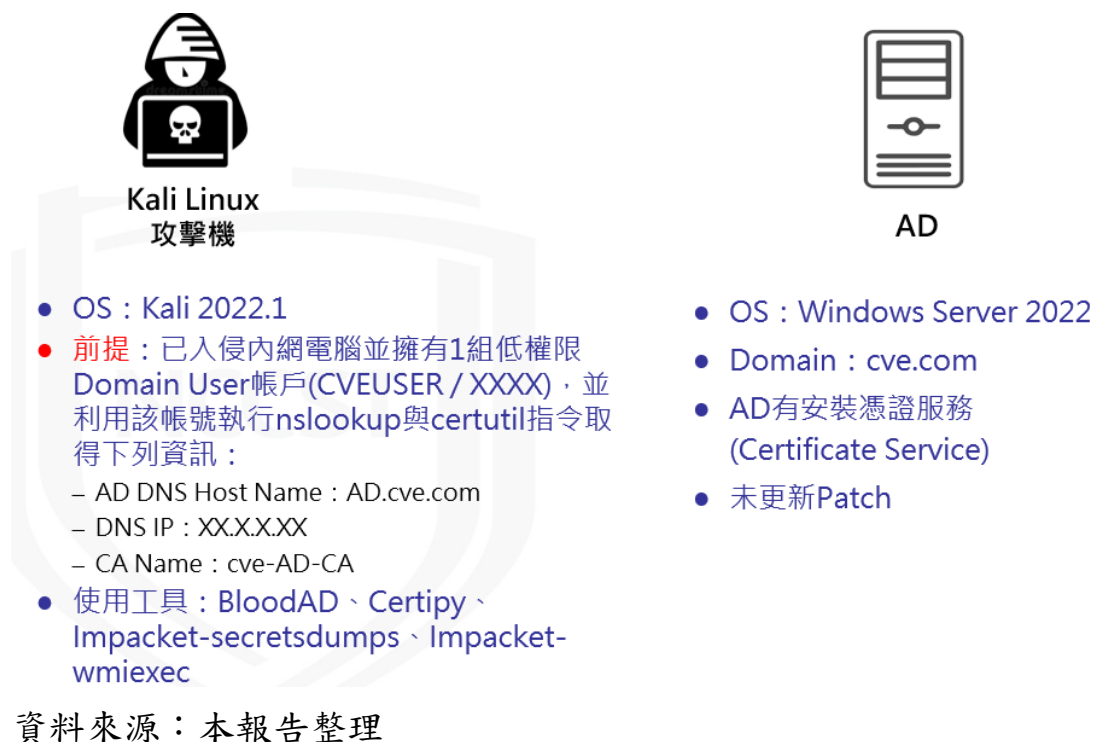 Kali Linux
攻擊機
OS：Kali 2022.1
前提：已入侵內網電腦並擁有1組低權限
Domain User帳戶(CVEUSER / XXXX)，並
利用該帳號執行nslookup與certutil指令取
得下列資訊：
– AD DNS Host Name：AD.cve.com
– DNS IP：XX.X.X.XX
– CA Name：cve-AD-CA
使用工具：BloodAD、Certipy、
Impacket-secretsdumps、Impacket-
wmiexec
AD
OS：Windows Server 2022
Domain：cve.com
AD有安裝憑證服務
(Certificate Service)
未更新Patch
資料來源：本報告整理